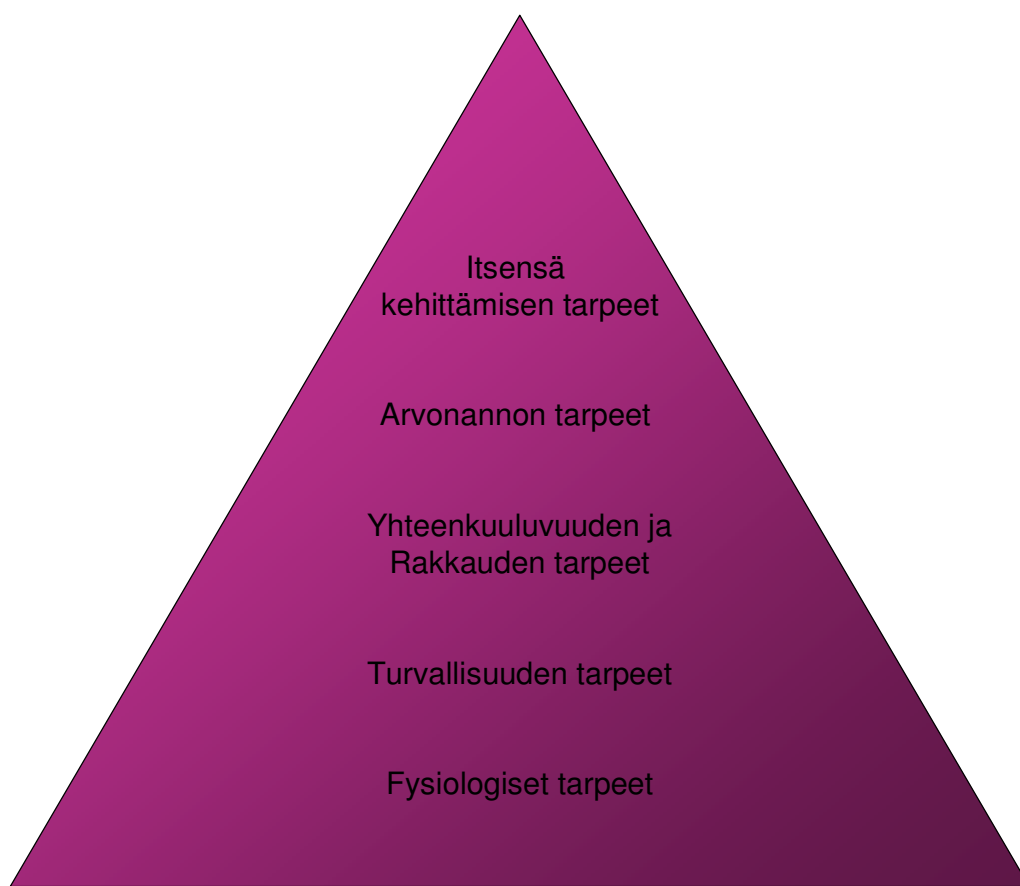 Itsensä
kehittämisen tarpeet
Arvonannon tarpeet
Yhteenkuuluvuuden ja
Rakkauden tarpeet
Turvallisuuden tarpeet
Fysiologiset tarpeet